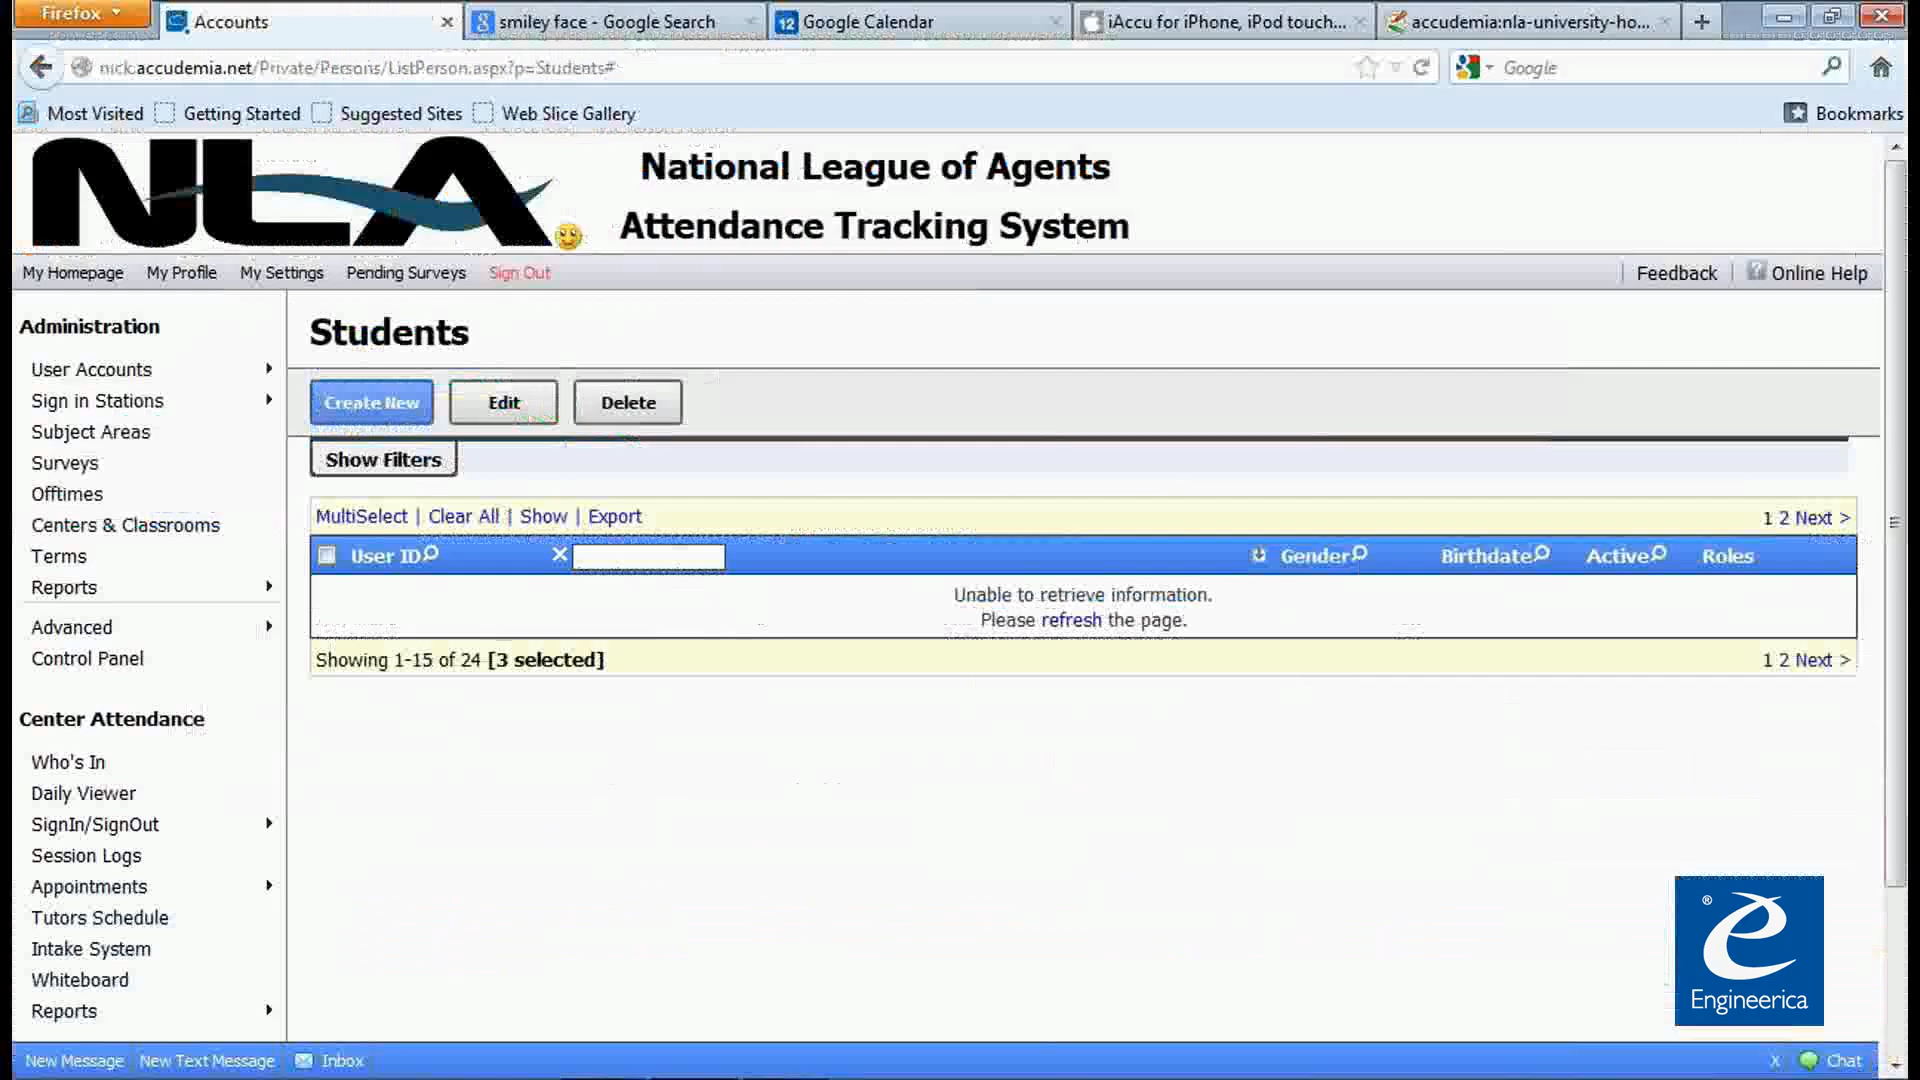 Firefox
Accounts
smiley face - Google Search
12
Google Calendar
iAccu for iPhone, iPod touch...
accudemia:nla-university-ho...
nick.accudemia.net/Private/Persons/ListPerson.aspx?p=Students#
Google
Most Visited
Getting Started
Suggested Sites
Web Slice Gallery
Bookmarks
NLA
National League of Agents
Attendance Tracking System
My Homepage
My Profile
My Settings
Pending Surveys
Sign Out
Feedback
Online Help
Administration
User Accounts
Sign in Stations
Subject Areas
Surveys
Offtimes
Centers & Classrooms
Terms
Reports
Advanced
Control Panel
Center Attendance
Who's In
Daily Viewer
SignIn/SignOut
Session Logs
Appointments
Tutors Schedule
Intake System
Whiteboard
Reports
Students
Create New
Edit
Delete
Show Filters
MultiSelect | Clear All | Show | Export
1 2 Next >
User ID
Gender
Birthdate
Active
Roles
Unable to retrieve information.
Please refresh the page.
Showing 1-15 of 24 [3 selected]
1 2 Next >
®
Engineerica
New Message
New Text Message
Inbox
X
Chat